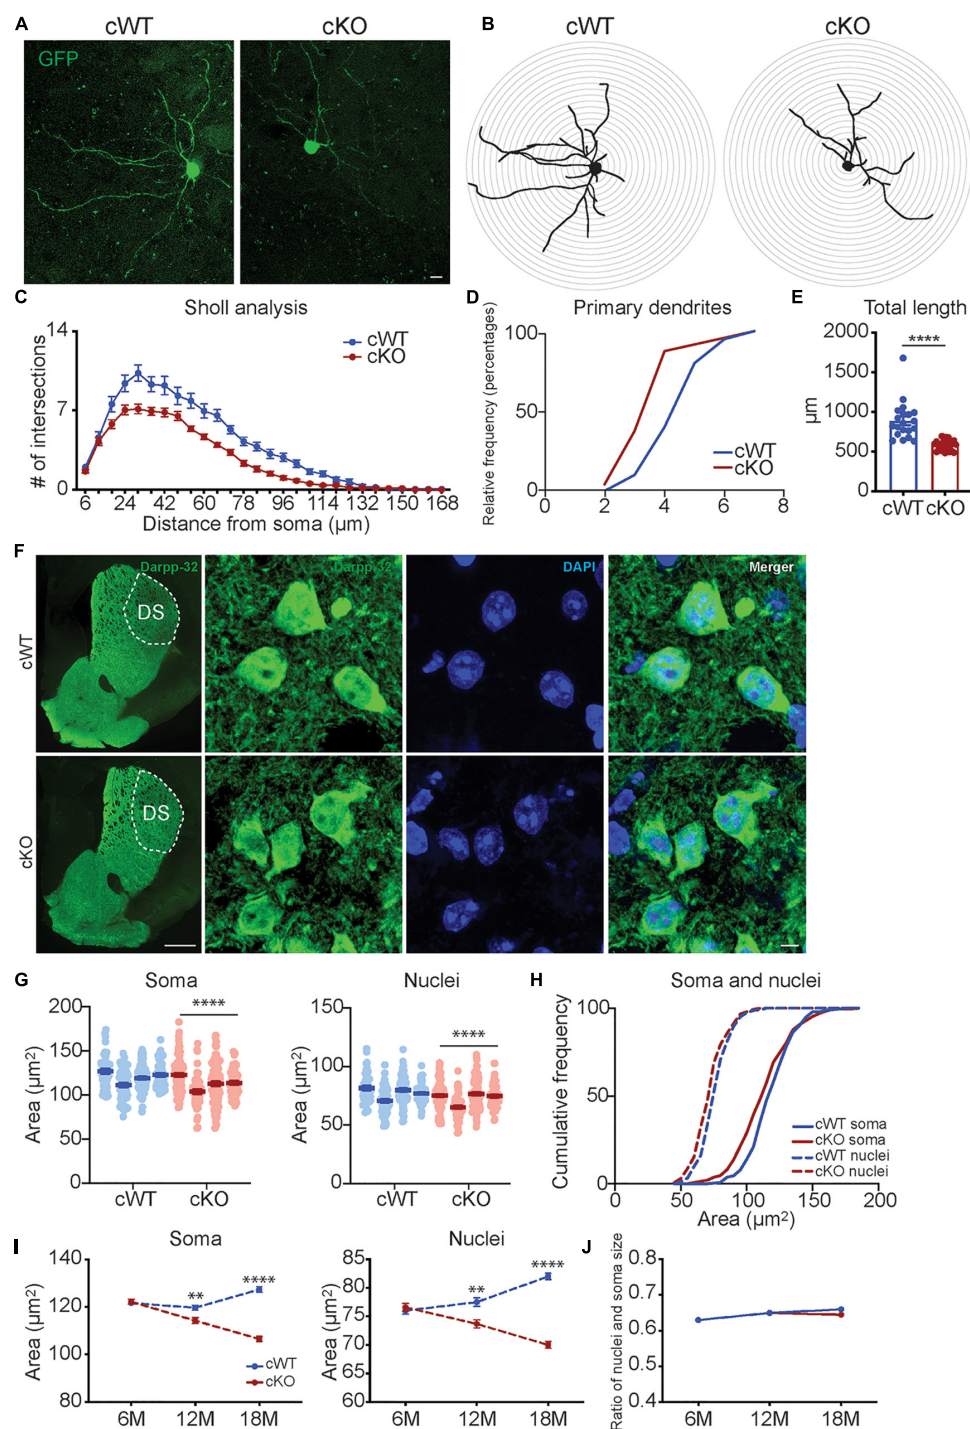 A cWT cKO
GFP
B cWT cKO
C Sholl analysis
# of intersections
14
7
0
cWT
cKO
6 24 42 60 78 96 114 132 150 168
Distance from soma (µm)
D Primary dendrites
Relative frequency (percentages)
100
50
0
cWT
cKO
0 2 4 6 8
E Total length
µm
2000
1500
1000
500
0
****
cWT cKO
F
Darpp-32 Darpp-32 DAPI Merger
cWT
DS
cKO
DS
G Soma
Area (µm²)
200
150
100
50
0
****
cWT cKO
Nuclei
Area (µm²)
150
100
50
0
****
cWT cKO
H Soma and nuclei
Cumulative frequency
100
50
0
cWT soma
cKO soma
cWT nuclei
cKO nuclei
0 50 100 150 200
Area (µm²)
I Soma
Area (µm²)
140
120
100
80
** ****
cWT
cKO
6M 12M 18M
Nuclei
Area (µm²)
85
80
75
70
65
60
** ****
6M 12M 18M
J
Ratio of nuclei and soma size
0.8
0.6
0.4
6M 12M 18M